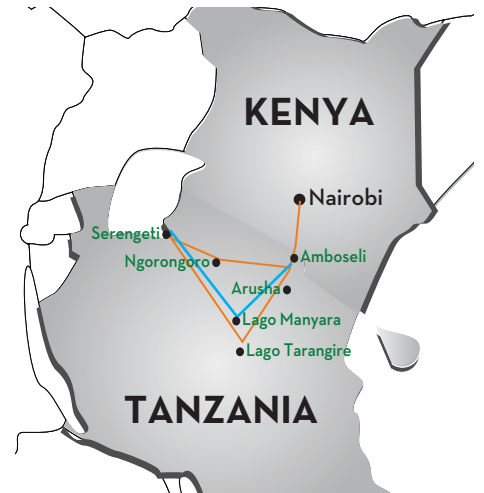 KENYA
Nairobi
Serengeti
Amboseli
Ngorongoro
Arusha
Lago Manyara
Lago Tarangire
TANZANIA